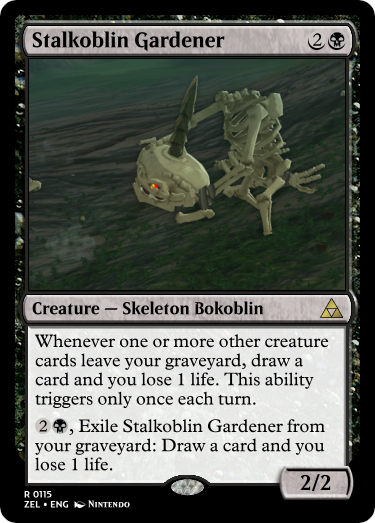 Stalkoblin Gardener 2
Creature — Skeleton Bokoblin
Whenever one or more other creature
cards leave your graveyard, draw a
card and you lose 1 life. This ability
triggers only once each turn.
2, Exile Stalkoblin Gardener from
your graveyard: Draw a card and you
lose 1 life.
2/2
R 0115
ZEL • ENG Nintendo